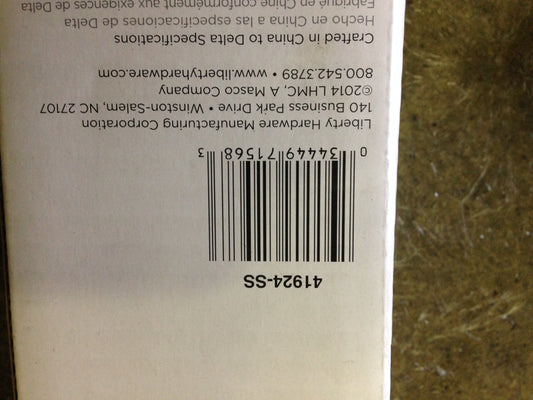 41924-SS
0 34449 71568 3
Liberty Hardware Manufacturing Corporation
140 Business Park Drive • Winston-Salem, NC 27107
©2014 LHMC, A Masco Company
800.542.3789 • www.libertyhardware.com
Crafted in China to Delta Specifications
Hecho en China a las especificaciones de Delta
Fabriqué en Chine conformément aux exigences de Delta